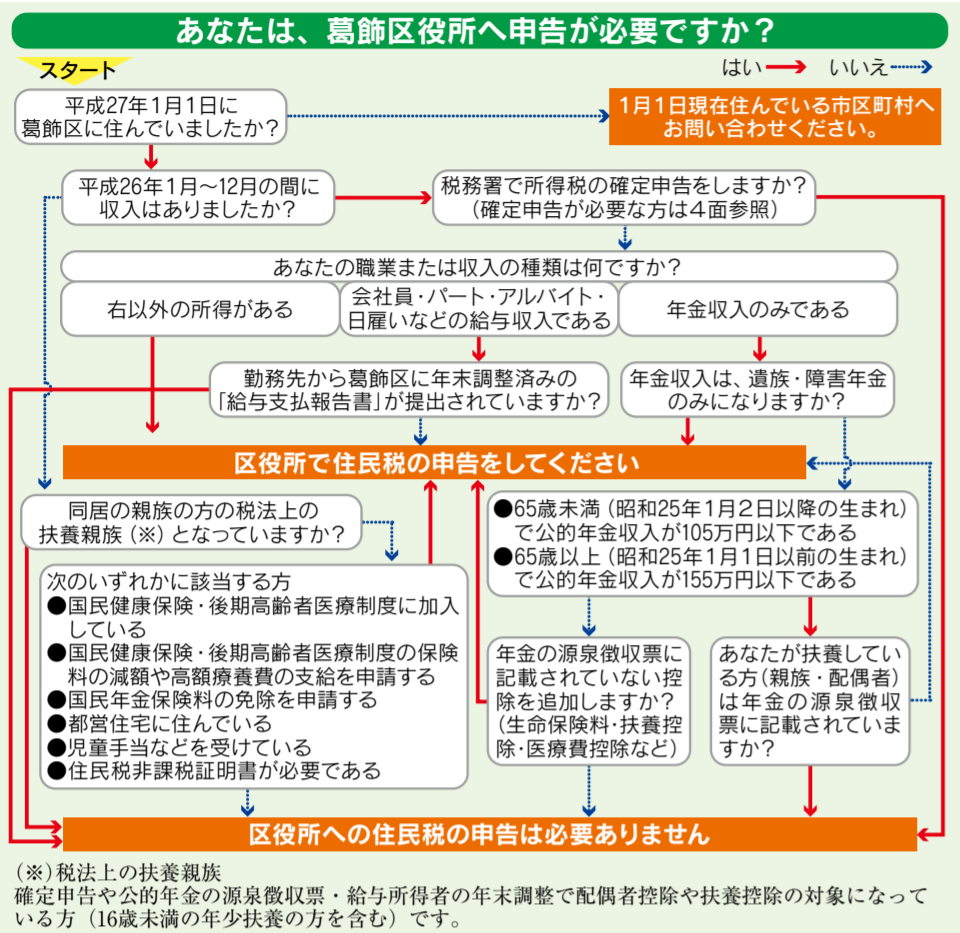 あなたは、葛飾区役所へ申告が必要ですか？
スタート
はい
いいえ
平成27年1月1日に
葛飾区に住んでいましたか？
1月1日現在住んでいる市区町村へ
お問い合わせください。
平成26年1月～12月の間に
収入はありましたか？
税務署で所得税の確定申告をしますか？
（確定申告が必要な方は4面参照）
あなたの職業または収入の種類は何ですか？
右以外の所得がある
会社員・パート・アルバイト・
日雇いなどの給与収入である
年金収入のみである
勤務先から葛飾区に年末調整済みの
「給与支払報告書」が提出されていますか？
年金収入は、遺族・障害年金
のみになりますか？
区役所で住民税の申告をしてください
同居の親族の方の税法上の
扶養親族（※）となっていますか？
●65歳未満（昭和25年1月2日以降の生まれ）
で公的年金収入が105万円以下である
●65歳以上（昭和25年1月1日以前の生まれ）
で公的年金収入が155万円以下である
次のいずれかに該当する方
●国民健康保険・後期高齢者医療制度に加入
している
●国民健康保険・後期高齢者医療制度の保険
料の減額や高額療養費の支給を申請する
●国民年金保険料の免除を申請する
●都営住宅に住んでいる
●児童手当などを受けている
●住民税非課税証明書が必要である
年金の源泉徴収票に
記載されていない控
除を追加しますか？
（生命保険料・扶養控
除・医療費控除など）
あなたが扶養してい
る方（親族・配偶者）
は年金の源泉徴収
票に記載されていま
すか？
区役所への住民税の申告は必要ありません
（※）税法上の扶養親族
確定申告や公的年金の源泉徴収票・給与所得者の年末調整で配偶者控除や扶養控除の対象になって
いる方（16歳未満の年少扶養の方を含む）です。